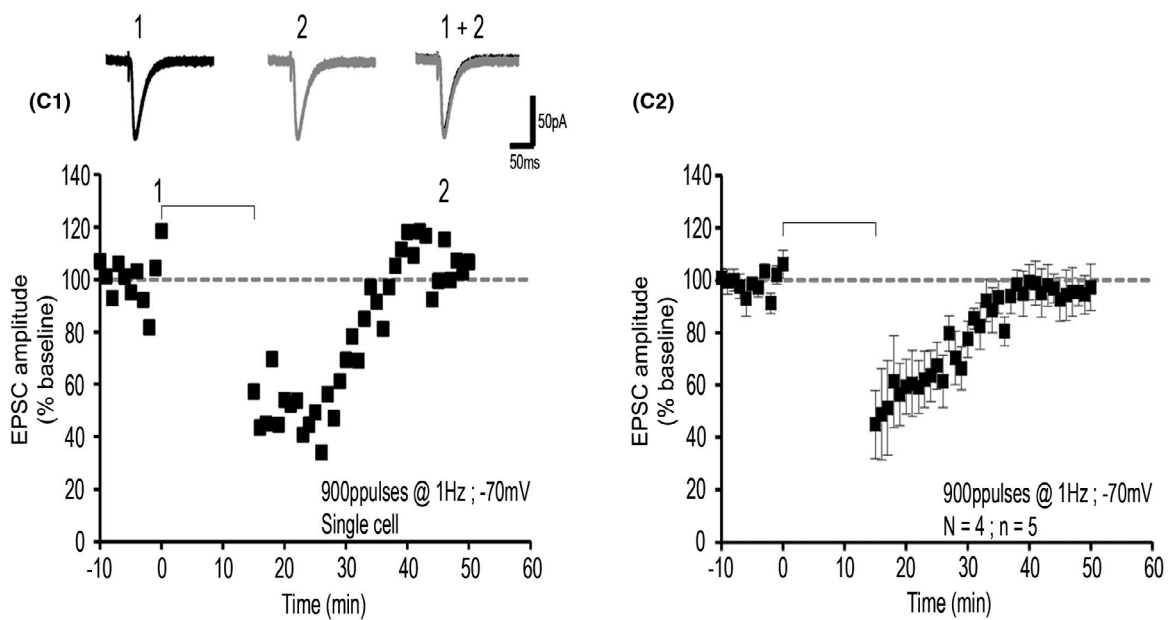 1 2 1 + 2
(C1)
50pA
50ms
140
120
100
80
60
40
20
0
1 2
EPSC amplitude
(% baseline)
900ppulses @ 1Hz ; -70mV
Single cell
-10 0 10 20 30 40 50 60
Time (min)
(C2)
140
120
100
80
60
40
20
0
EPSC amplitude
(% baseline)
900ppulses @ 1Hz ; -70mV
N = 4 ; n = 5
-10 0 10 20 30 40 50 60
Time (min)